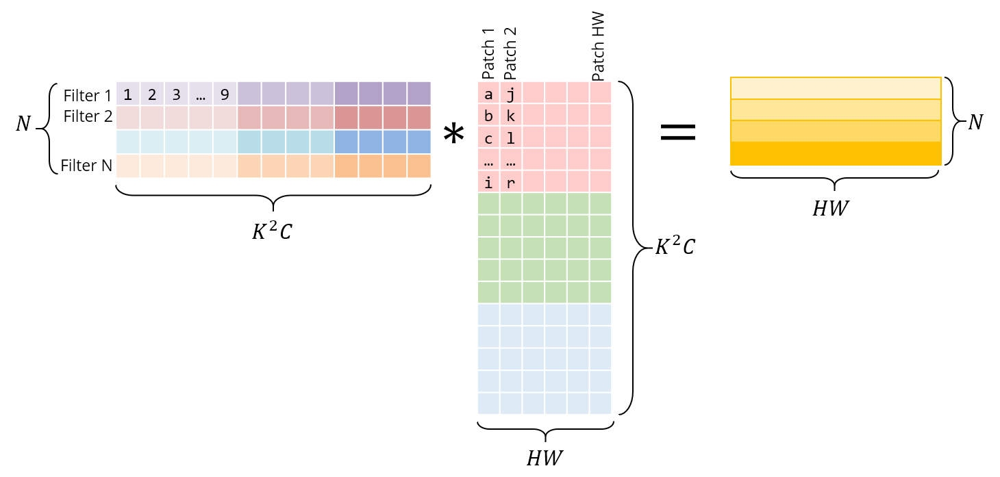 Patch 1
Patch 2
Patch HW
N
Filter 1
1 2 3 ... 9
Filter 2
Filter N
K²C
*
a j
b k
c l
... ...
i r
K²C
HW
=
N
HW